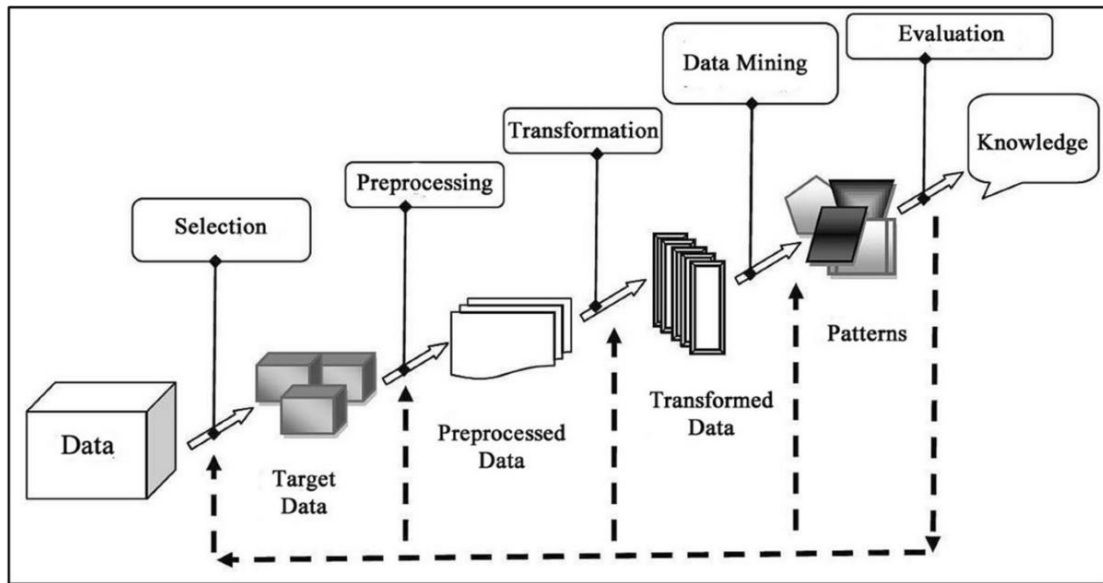 Evaluation
Data Mining
Knowledge
Transformation
Preprocessing
Selection
Patterns
Transformed
Data
Preprocessed
Data
Data
Target
Data